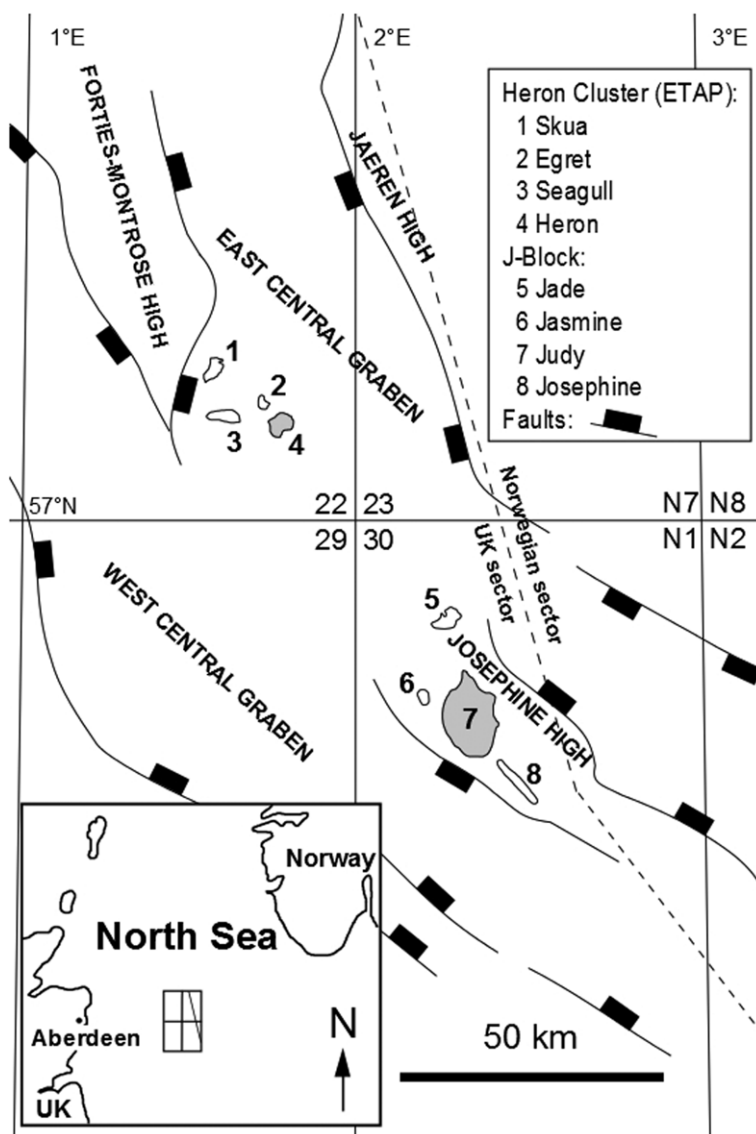 1°E
2°E
3°E
FORTIES-MONTROSE HIGH
JAEREN HIGH
EAST CENTRAL GRABEN
Heron Cluster (ETAP):
1 Skua
2 Egret
3 Seagull
4 Heron
J-Block:
5 Jade
6 Jasmine
7 Judy
8 Josephine
Faults:
1
2
3
4
57°N
22 23
29 30
N7 N8
N1 N2
Norwegian sector
UK sector
WEST CENTRAL GRABEN
5
JOSEPHINE HIGH
6
7
8
Norway
North Sea
Aberdeen
UK
N
50 km